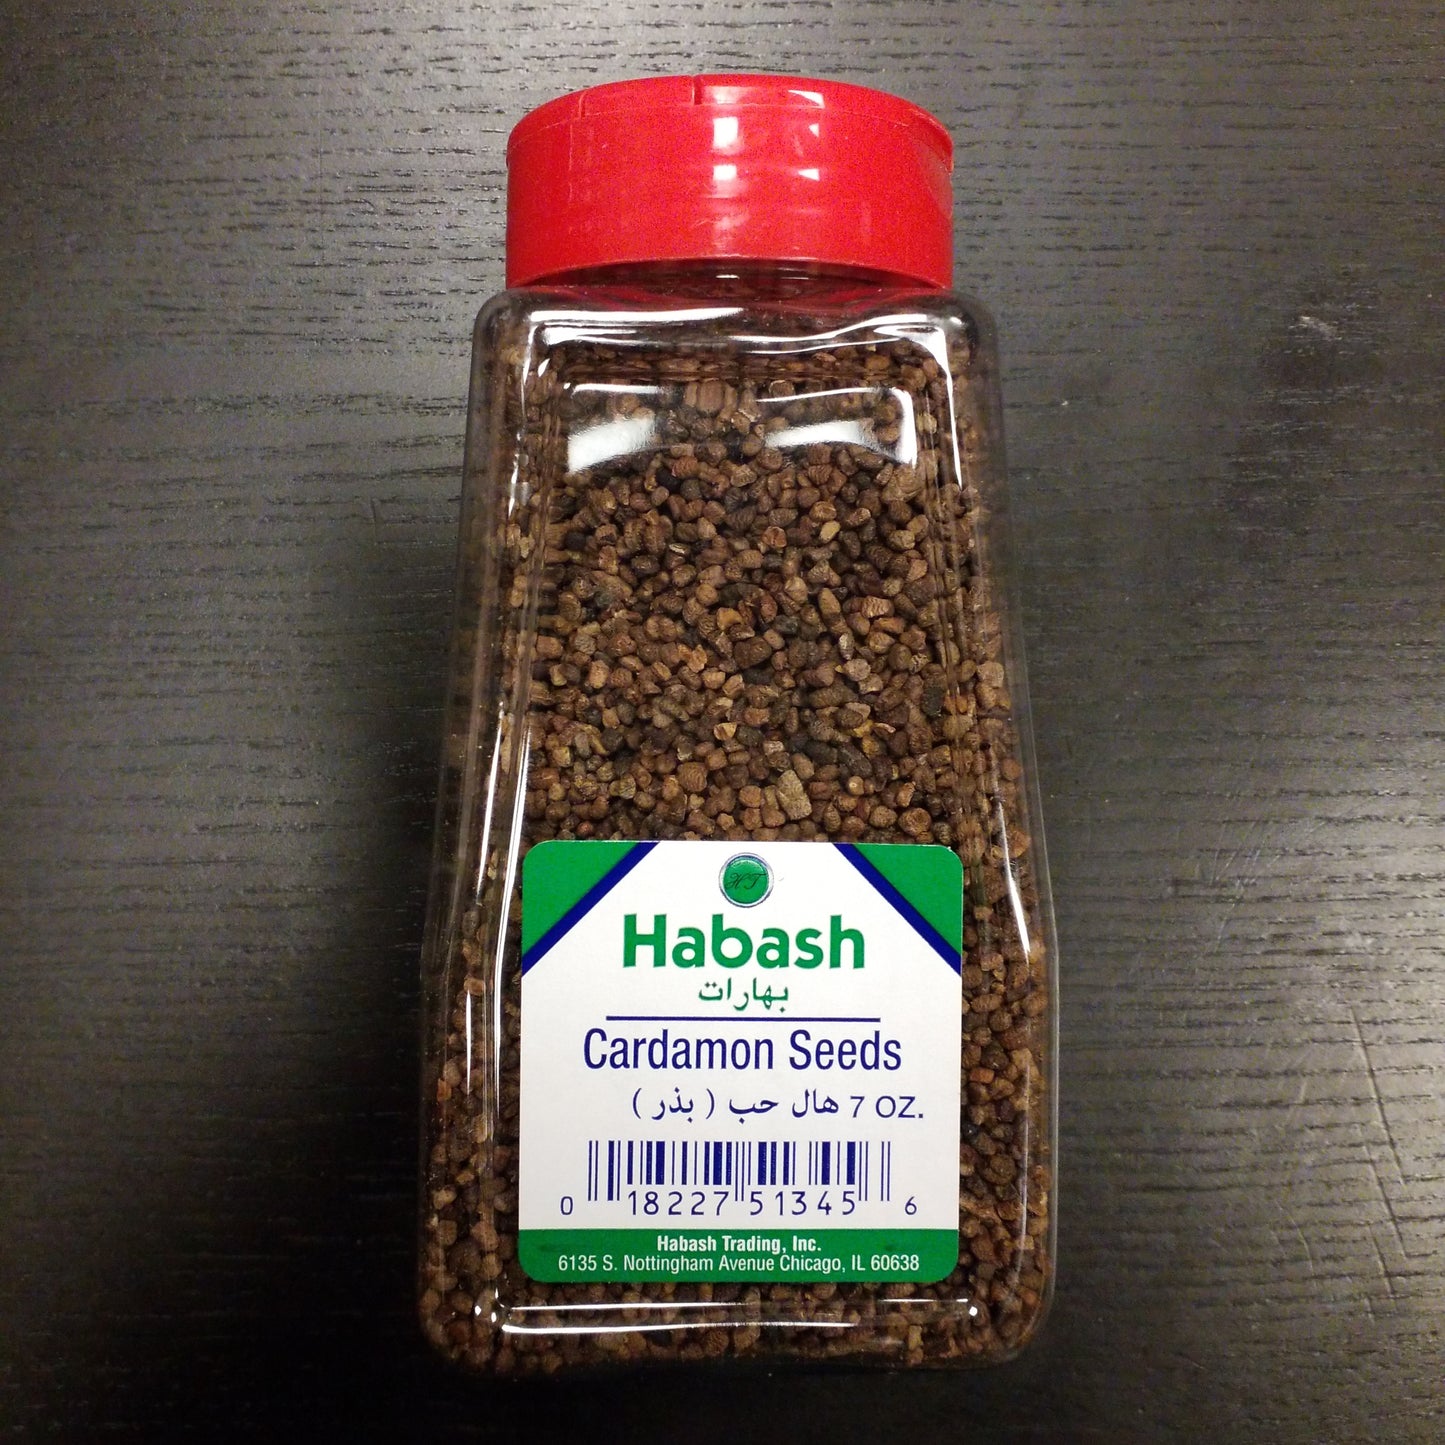 HT
Habash
بهارات
Cardamon Seeds
هال حب ( بذر ) 7 OZ.
0 18227 51345 6
Habash Trading, Inc.
6135 S. Nottingham Avenue Chicago, IL 60638